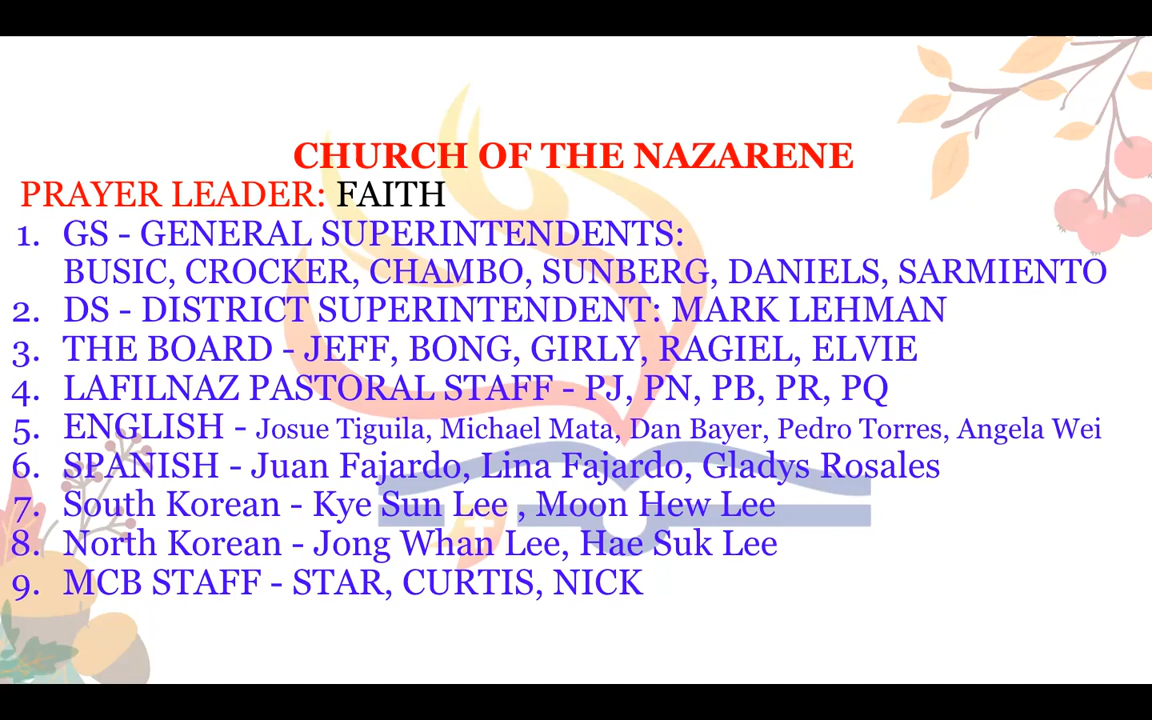 CHURCH OF THE NAZARENE
PRAYER LEADER: FAITH
1. GS - GENERAL SUPERINTENDENTS:
BUSIC, CROCKER, CHAMBO, SUNBERG, DANIELS, SARMIENTO
2. DS - DISTRICT SUPERINTENDENT: MARK LEHMAN
3. THE BOARD - JEFF, BONG, GIRLY, RAGIEL, ELVIE
4. LAFILNAZ PASTORAL STAFF - PJ, PN, PB, PR, PQ
5. ENGLISH - Josue Tiguila, Michael Mata, Dan Bayer, Pedro Torres, Angela Wei
6. SPANISH - Juan Fajardo, Lina Fajardo, Gladys Rosales
7. South Korean - Kye Sun Lee , Moon Hew Lee
8. North Korean - Jong Whan Lee, Hae Suk Lee
9. MCB STAFF - STAR, CURTIS, NICK